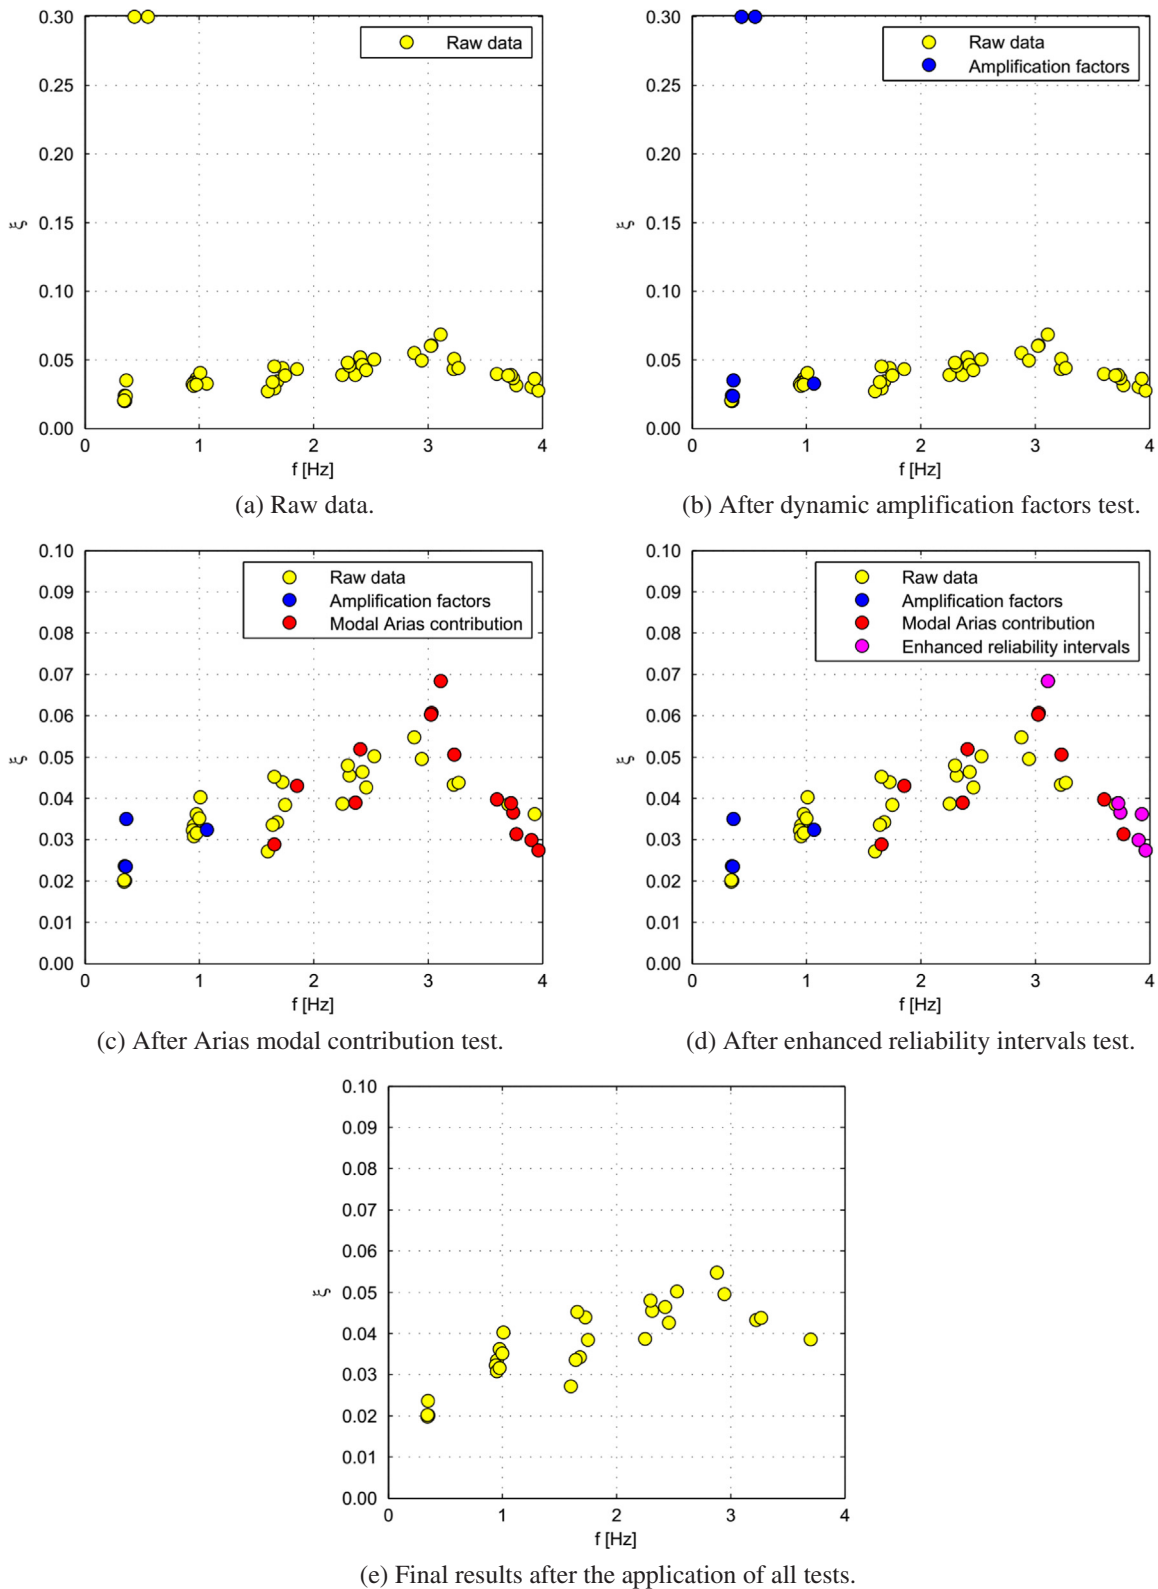 0.30
0.25
0.20
0.15
0.10
0.05
0.00
ξ
0 1 2 3 4
f [Hz]
Raw data
(a) Raw data.
0.30
0.25
0.20
0.15
0.10
0.05
0.00
ξ
0 1 2 3 4
f [Hz]
Raw data
Amplification factors
(b) After dynamic amplification factors test.
0.10
0.09
0.08
0.07
0.06
0.05
0.04
0.03
0.02
0.01
0.00
ξ
0 1 2 3 4
f [Hz]
Raw data
Amplification factors
Modal Arias contribution
(c) After Arias modal contribution test.
0.10
0.09
0.08
0.07
0.06
0.05
0.04
0.03
0.02
0.01
0.00
ξ
0 1 2 3 4
f [Hz]
Raw data
Amplification factors
Modal Arias contribution
Enhanced reliability intervals
(d) After enhanced reliability intervals test.
0.10
0.09
0.08
0.07
0.06
0.05
0.04
0.03
0.02
0.01
0.00
ξ
0 1 2 3 4
f [Hz]
(e) Final results after the application of all tests.